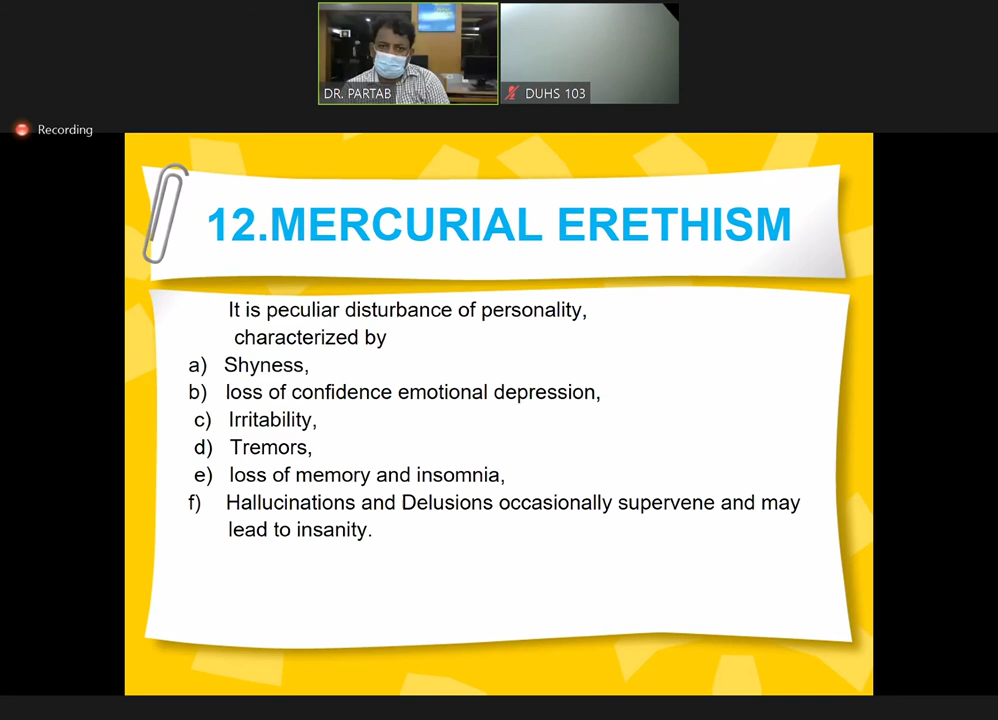 DR. PARTAB
DUHS 103
Recording
12.MERCURIAL ERETHISM
It is peculiar disturbance of personality,
characterized by
a) Shyness,
b) loss of confidence emotional depression,
c) Irritability,
d) Tremors,
e) loss of memory and insomnia,
f) Hallucinations and Delusions occasionally supervene and may
lead to insanity.